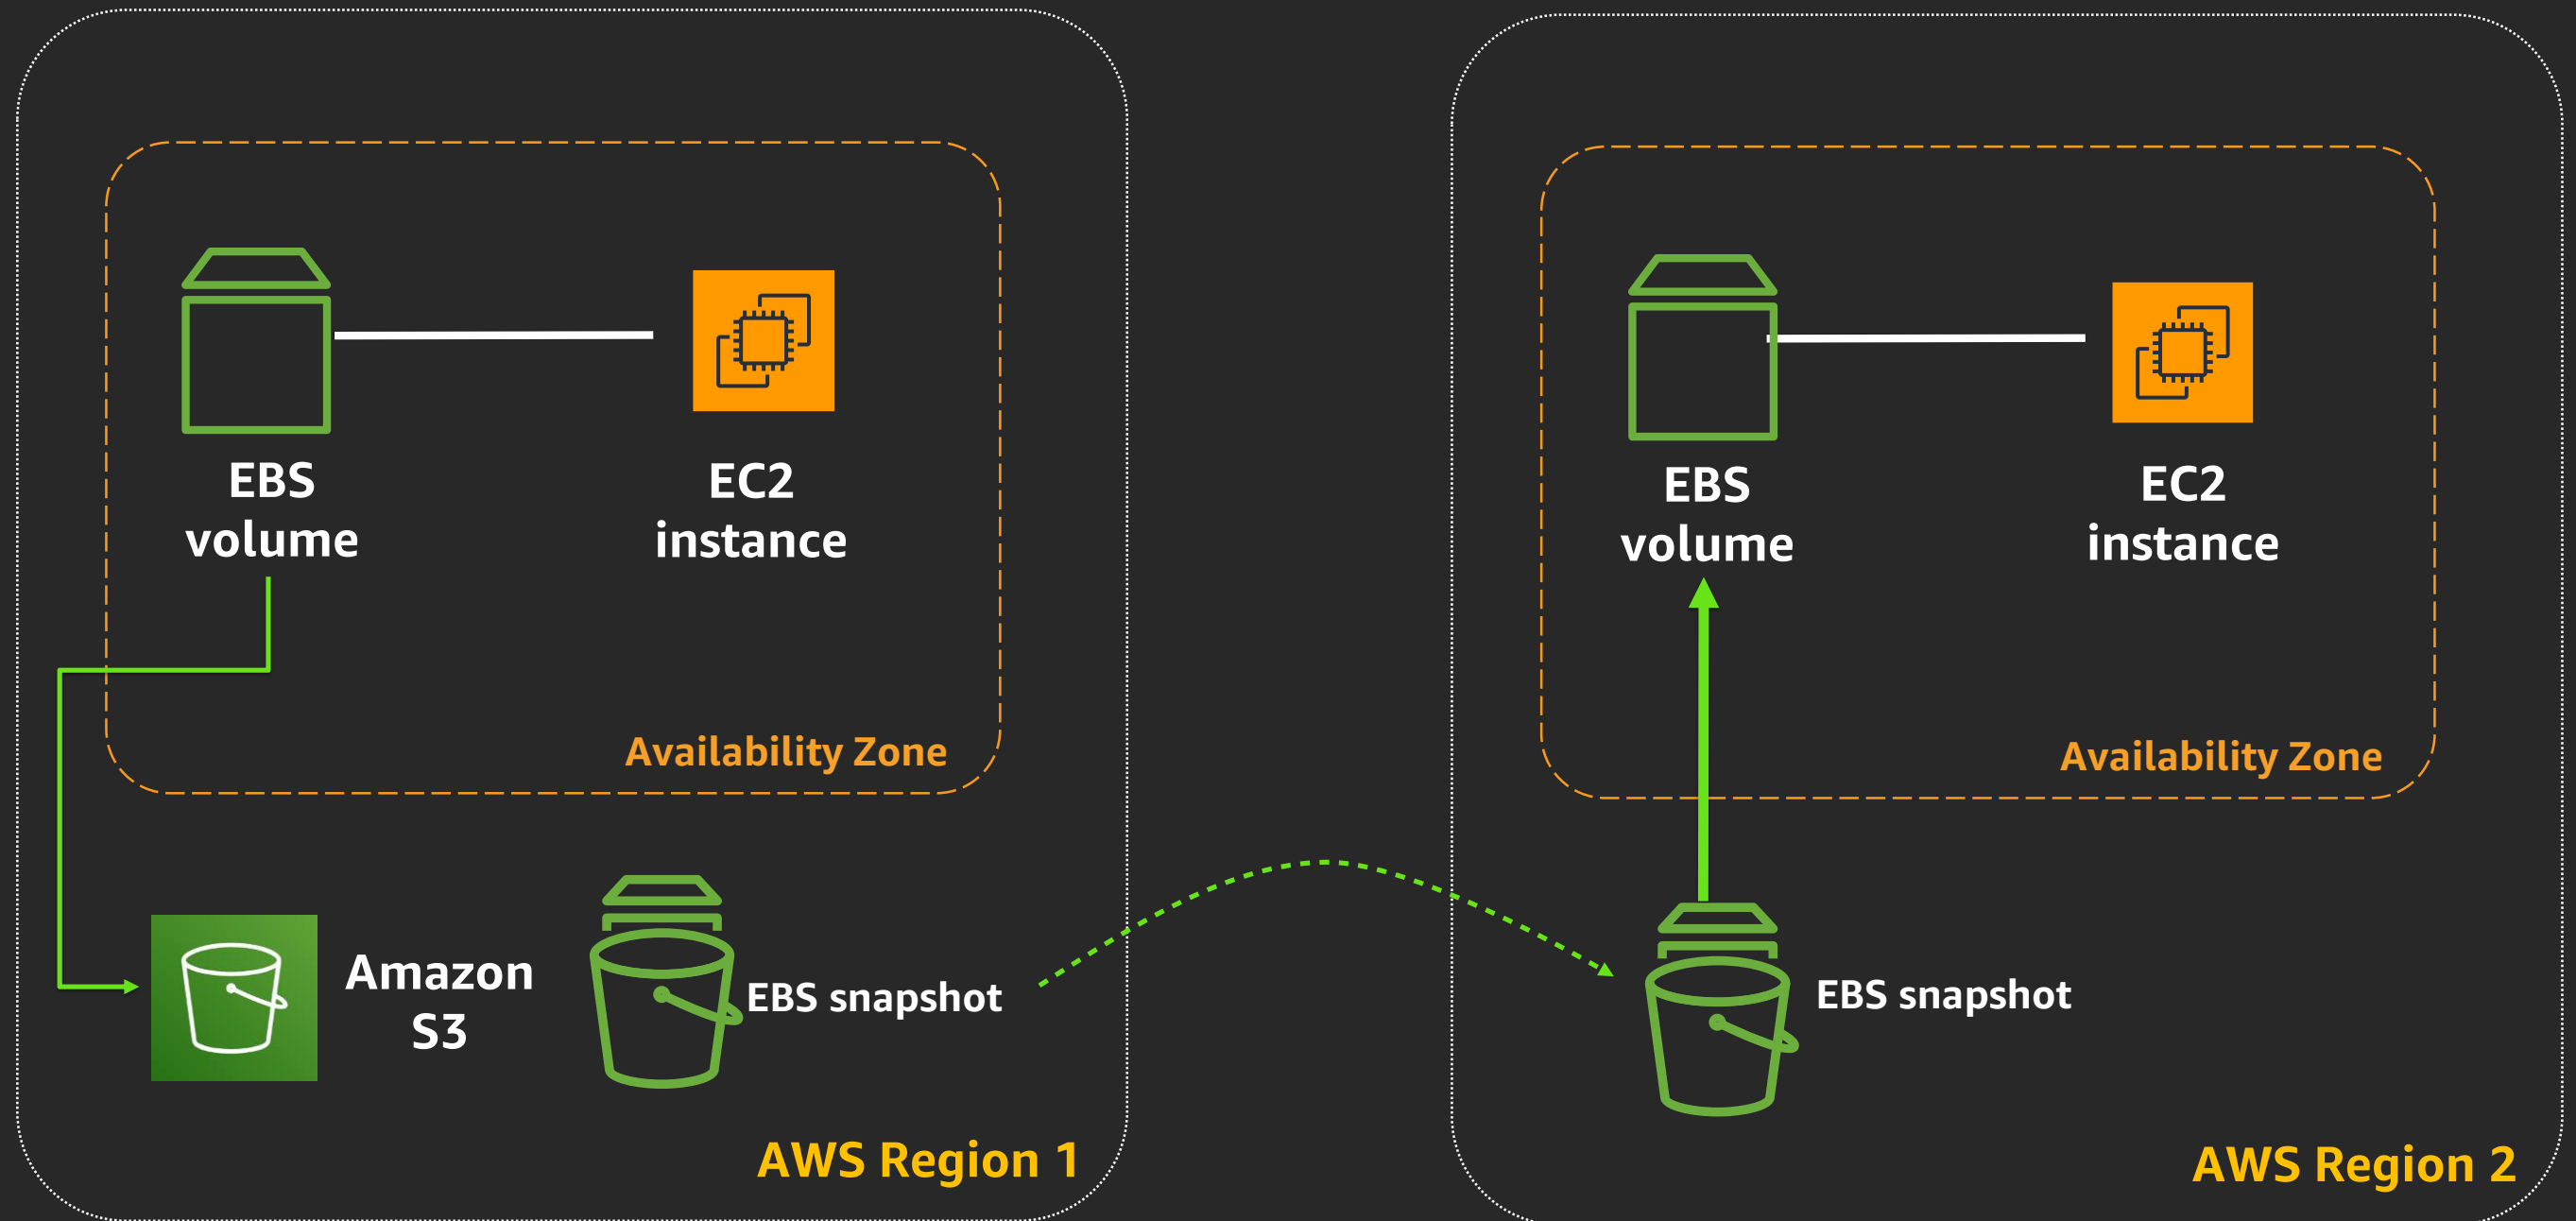 EBS
volume
EC2
instance
Availability Zone
Amazon
S3
EBS snapshot
AWS Region 1
EBS
volume
EC2
instance
Availability Zone
EBS snapshot
AWS Region 2